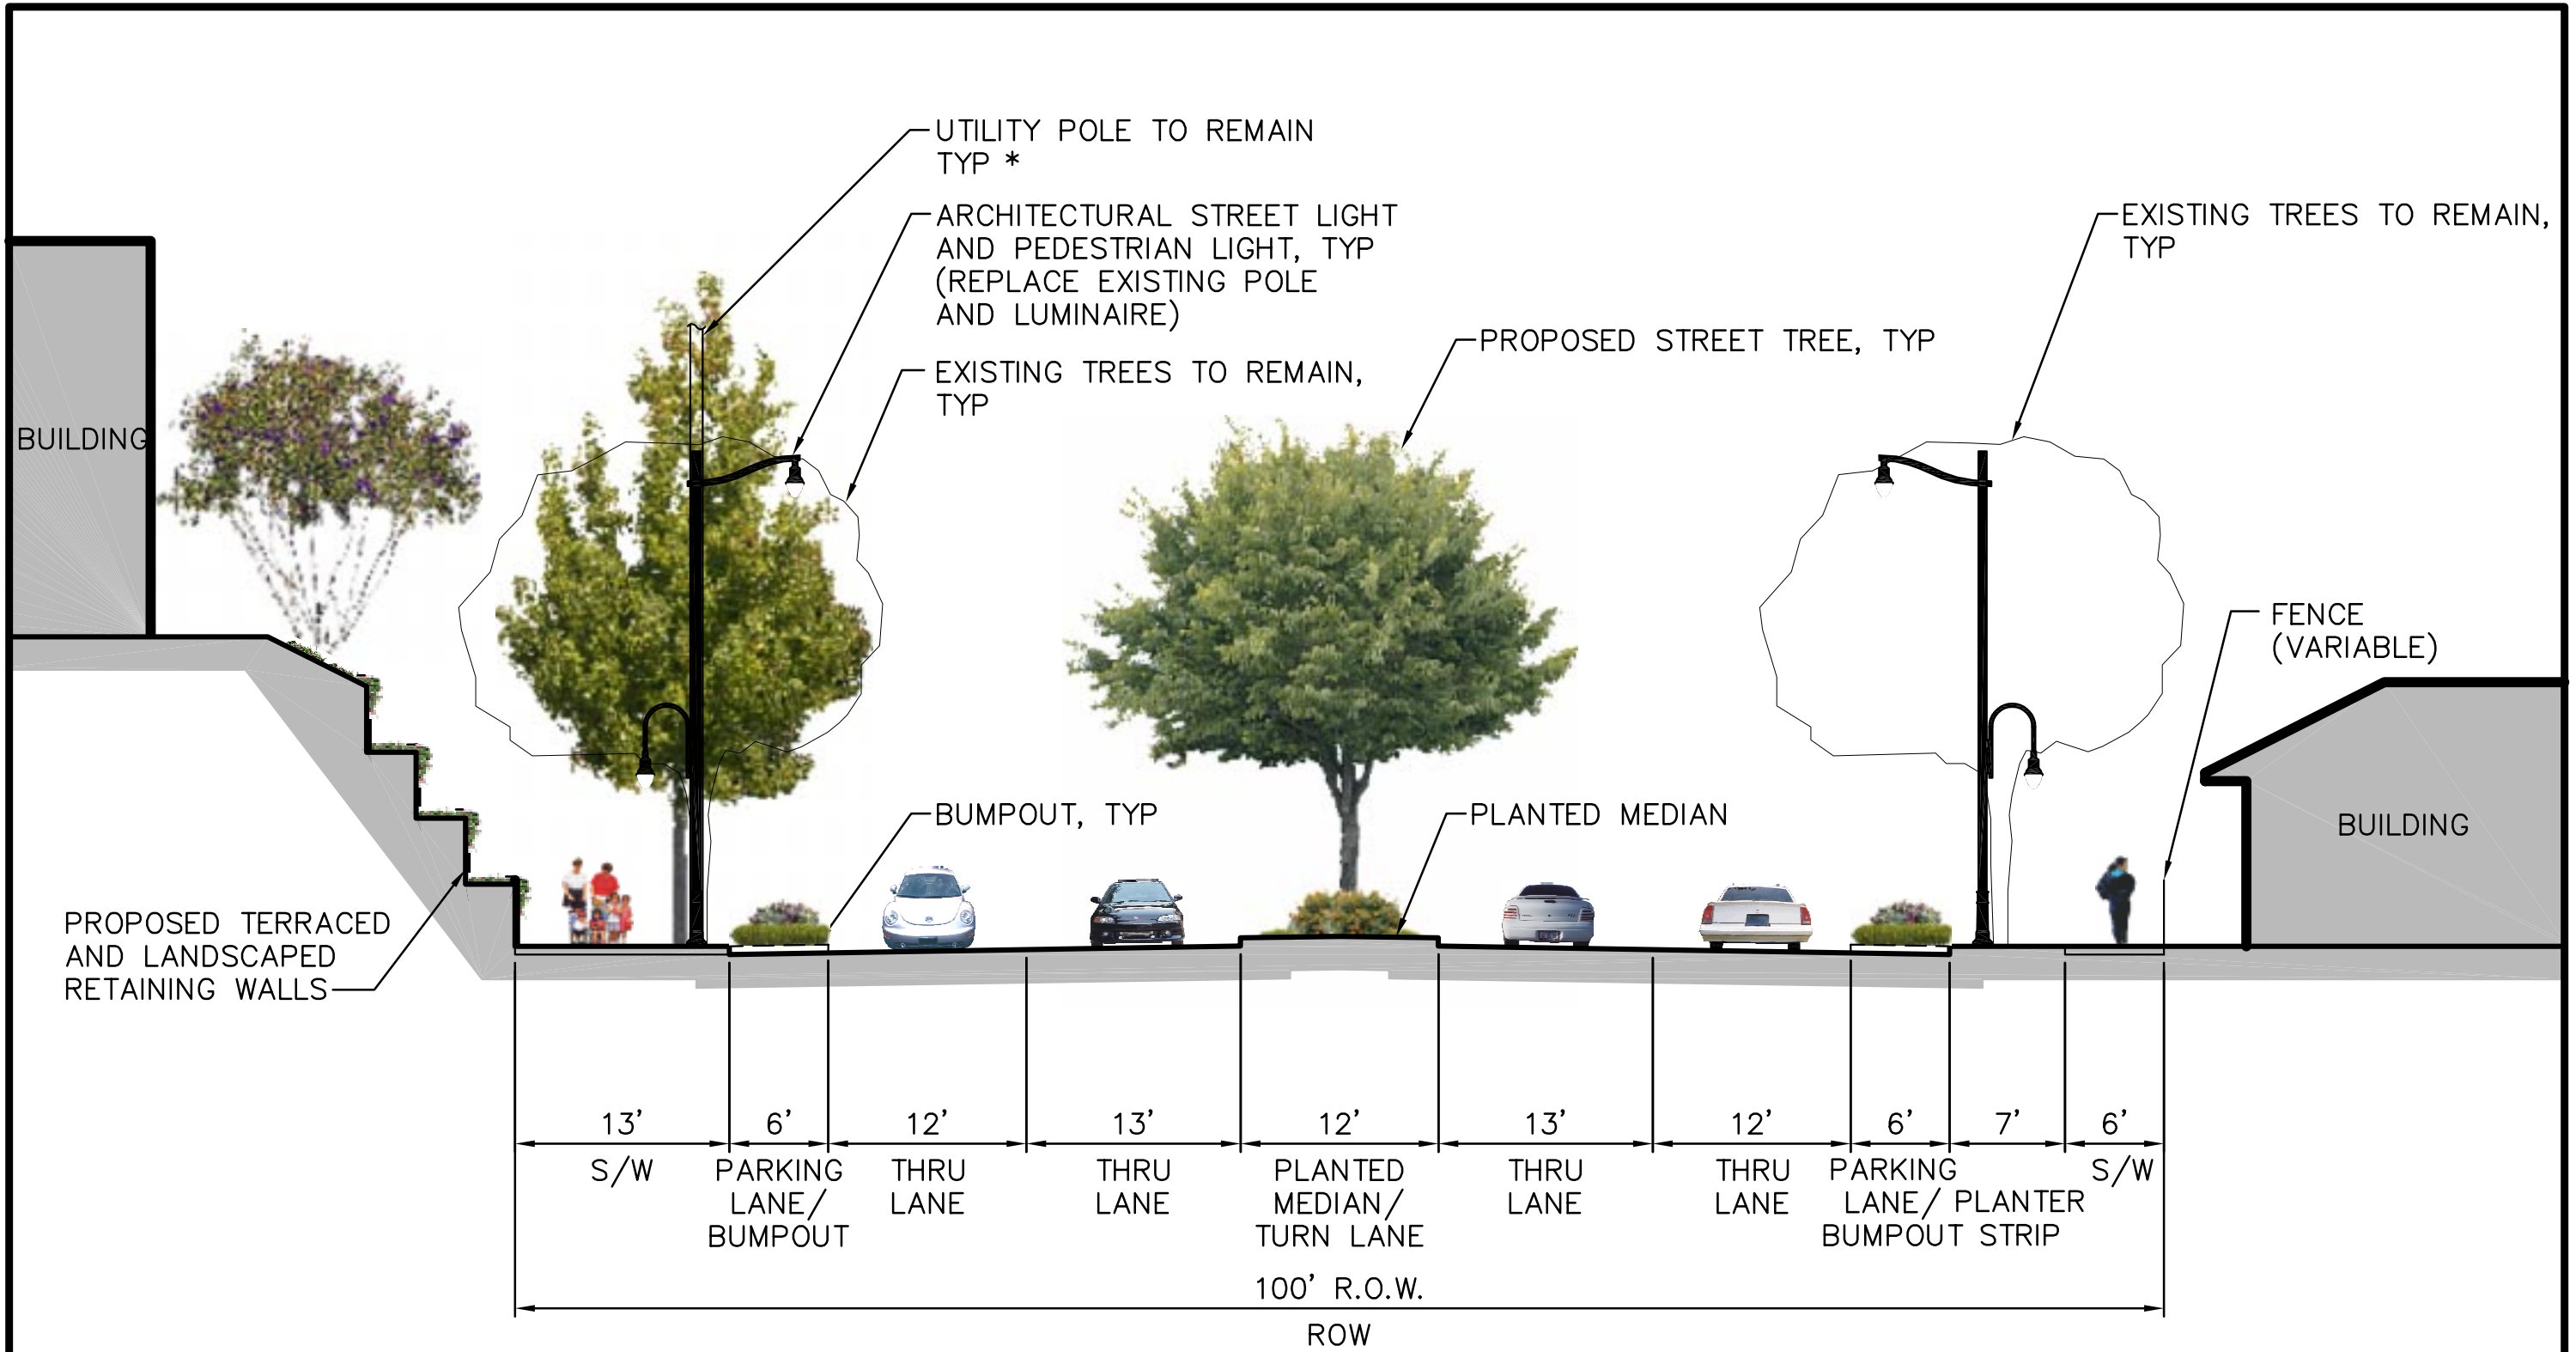 UTILITY POLE TO REMAIN
TYP *
ARCHITECTURAL STREET LIGHT
AND PEDESTRIAN LIGHT, TYP
(REPLACE EXISTING POLE
AND LUMINAIRE)
EXISTING TREES TO REMAIN,
TYP
PROPOSED STREET TREE, TYP
EXISTING TREES TO REMAIN,
TYP
BUILDING
FENCE
(VARIABLE)
BUMPOUT, TYP
PLANTED MEDIAN
BUILDING
PROPOSED TERRACED
AND LANDSCAPED
RETAINING WALLS
13' 6' 12' 13' 12' 13' 12' 6' 7' 6'
S/W
PARKING
LANE/
BUMPOUT
THRU
LANE
THRU
LANE
PLANTED
MEDIAN/
TURN LANE
THRU
LANE
THRU
LANE
PARKING
LANE/ PLANTER
BUMPOUT STRIP
S/W
100' R.O.W.
ROW